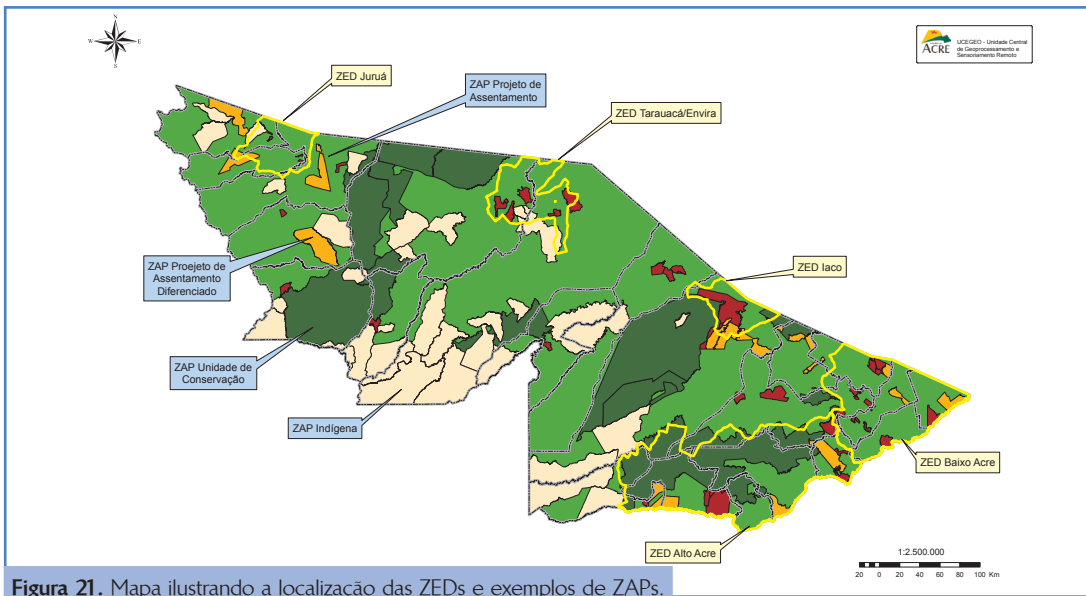 N
W
E
S
ACRE
UCEGEO - Unidade Central
de Geoprocessamento e
Sensoriamento Remoto
ZED Juruá
ZAP Projeto de
Assentamento
ZED Tarauacá/Envira
ZAP Proejeto de
Assentamento
Diferenciado
ZED Iaco
ZAP Unidade de
Conservação
ZAP Indígena
ZED Baixo Acre
ZED Alto Acre
1:2.500.000
20 0 20 40 60 80 100 Km
Figura 21. Mapa ilustrando a localização das ZEDs e exemplos de ZAPs.